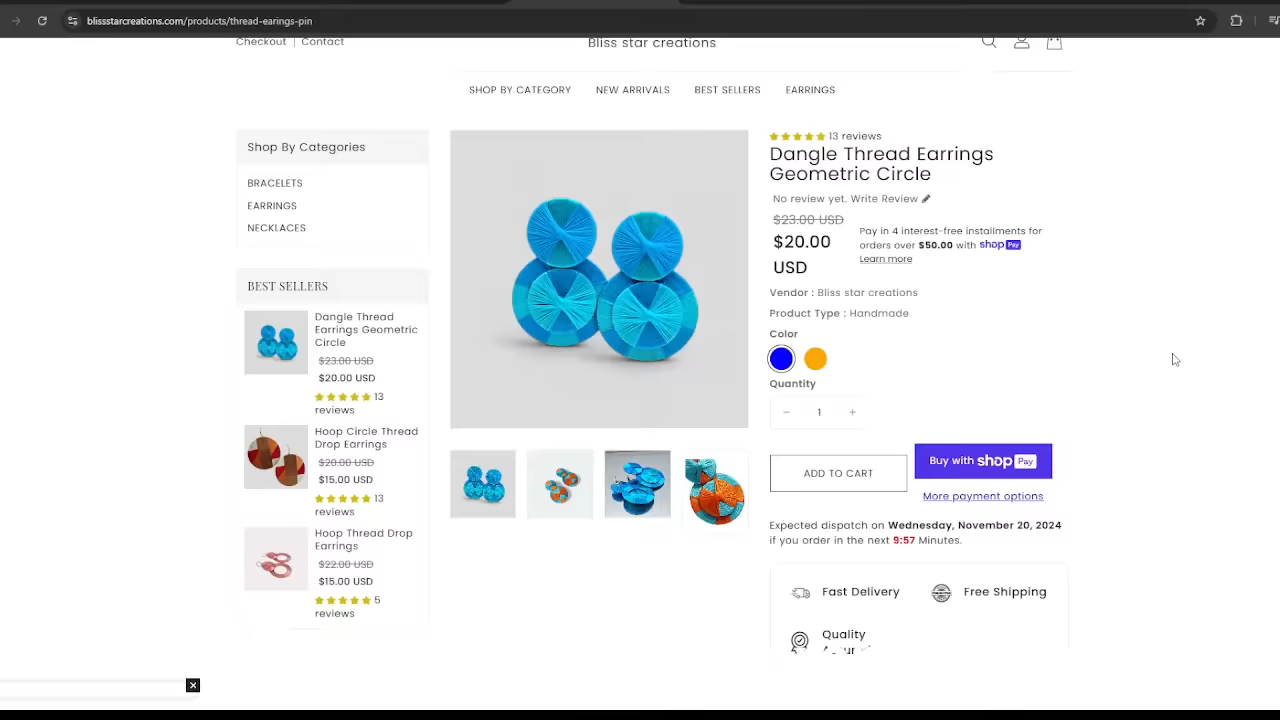 blissstarcreations.com/products/thread-earings-pin
Checkout | Contact
Bliss star creations
SHOP BY CATEGORY NEW ARRIVALS BEST SELLERS EARRINGS
Shop By Categories
BRACELETS
EARRINGS
NECKLACES
BEST SELLERS
Dangle Thread
Earrings Geometric
Circle
$23.00 USD
$20.00 USD
13
reviews
Hoop Circle Thread
Drop Earrings
$20.00 USD
$15.00 USD
13
reviews
Hoop Thread Drop
Earrings
$22.00 USD
$15.00 USD
5
reviews
13 reviews
Dangle Thread Earrings
Geometric Circle
No review yet. Write Review
$23.00 USD
$20.00
USD
Pay in 4 interest-free installments for
orders over $50.00 with shop Pay
Learn more
Vendor : Bliss star creations
Product Type : Handmade
Color
Quantity
− 1 +
ADD TO CART
Buy with shop Pay
More payment options
Expected dispatch on Wednesday, November 20, 2024
if you order in the next 9:57 Minutes.
Fast Delivery
Free Shipping
Quality